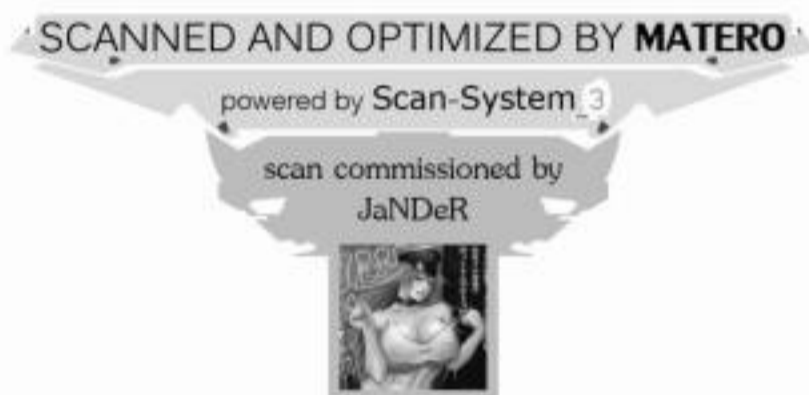 SCANNED AND OPTIMIZED BY MATERO
powered by Scan-System_3
scan commissioned by
JaNDeR